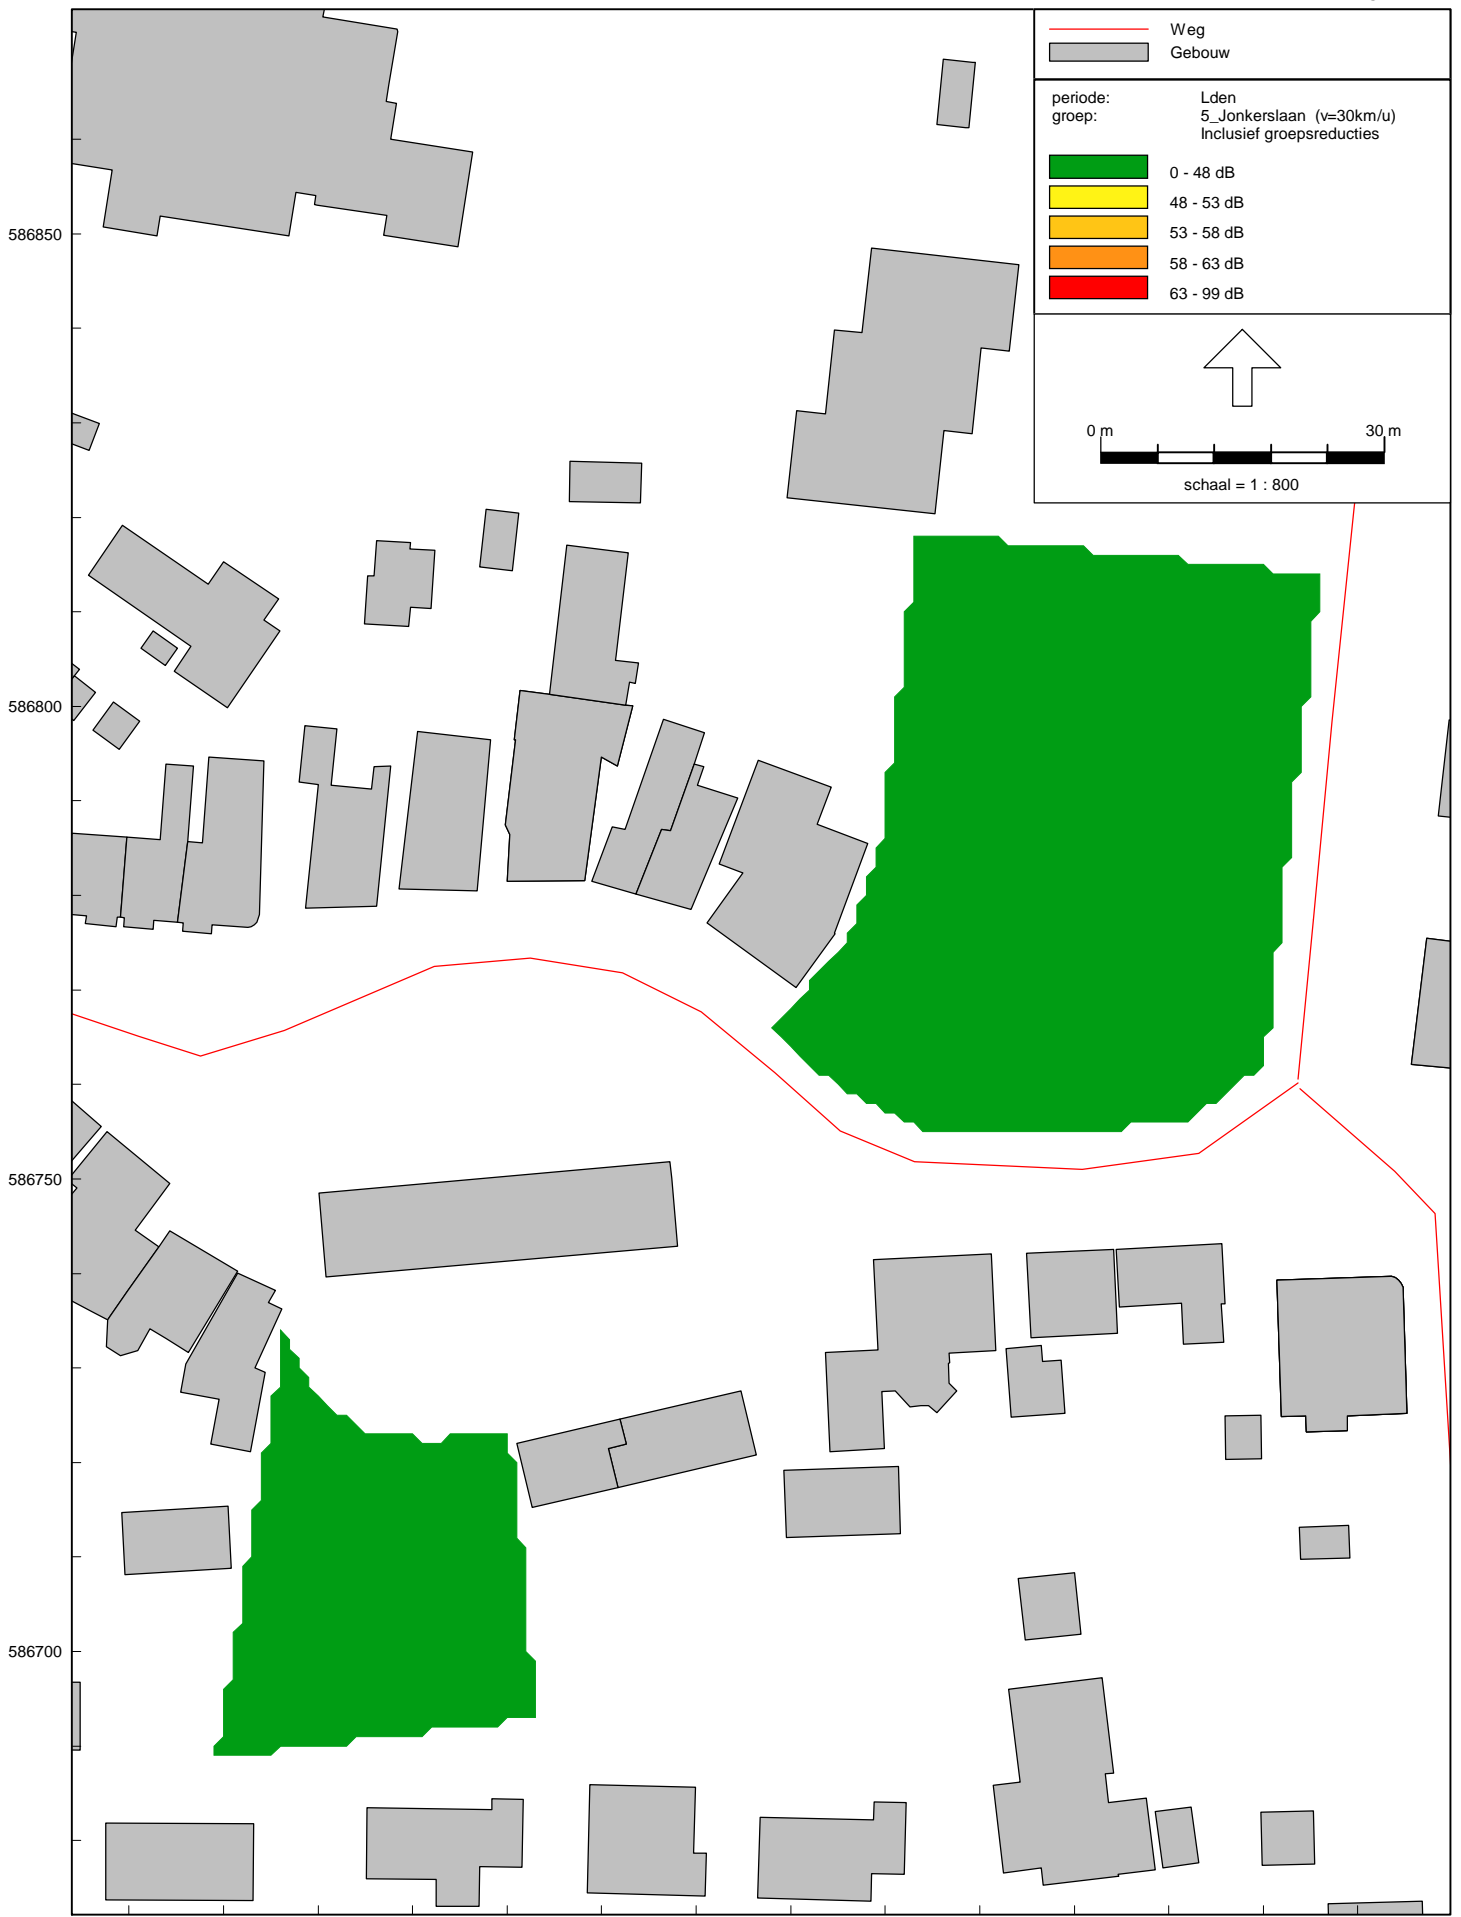 Weg
Gebouw
periode: Lden
groep: 5_Jonkerslaan (v=30km/u)
Inclusief groepsreducties
0 - 48 dB
48 - 53 dB
53 - 58 dB
58 - 63 dB
63 - 99 dB
0 m 30 m
schaal = 1 : 800
586850
586800
586750
586700